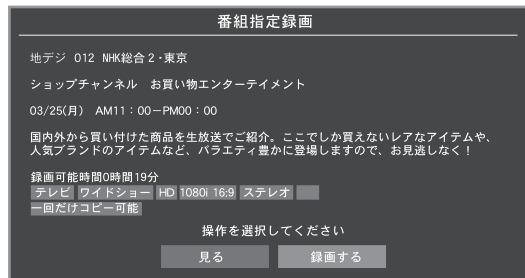 番組指定録画
地デジ 012 NHK総合2・東京
ショップチャンネル お買い物エンターテイメント
03/25(月) AM11：00－PM00：00
国内外から買い付けた商品を生放送でご紹介。ここでしか買えないレアなアイテムや、
人気ブランドのアイテムなど、バラエティ豊かに登場しますので、お見逃しなく！
録画可能時間0時間19分
テレビ ワイドショー HD 1080i 16:9 ステレオ
一回だけコピー可能
操作を選択してください
見る 録画する